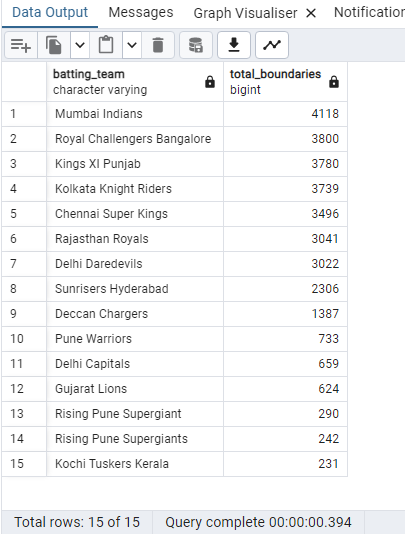 Data Output Messages Graph Visualiser × Notification
batting_team total_boundaries
character varying bigint
1 Mumbai Indians 4118
2 Royal Challengers Bangalore 3800
3 Kings XI Punjab 3780
4 Kolkata Knight Riders 3739
5 Chennai Super Kings 3496
6 Rajasthan Royals 3041
7 Delhi Daredevils 3022
8 Sunrisers Hyderabad 2306
9 Deccan Chargers 1387
10 Pune Warriors 733
11 Delhi Capitals 659
12 Gujarat Lions 624
13 Rising Pune Supergiant 290
14 Rising Pune Supergiants 242
15 Kochi Tuskers Kerala 231
Total rows: 15 of 15 Query complete 00:00:00.394